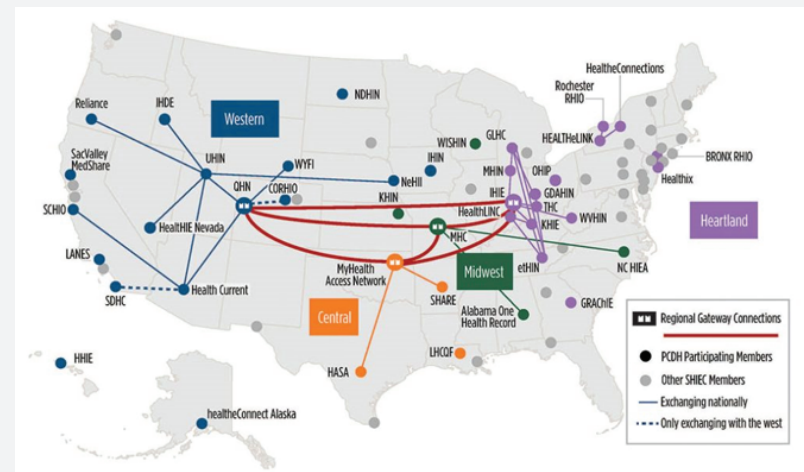 HealtheConnections
Rochester
RHIO
Reliance
IHDE
NDHIN
Western
GLHC
HEALTHeLINK
WISHIN
UHIN
SacValley
MedShare
BRONX RHIO
WYFI
IHIN
MHIN
OHIP
Healthix
QHN
CORHIO
NeHII
IHIE
GDAHIN
KHIN
THC
SCHIO
HealthLINC
KHIE
WVHIN
Heartland
HealtHIE Nevada
MHC
LANES
etHIN
NC HIEA
MyHealth
Access Network
Midwest
Health Current
SDHC
SHARE
GRAChIE
Central
Alabama One
Health Record
Regional Gateway Connections
LHCQF
PCDH Participating Members
HHIE
HASA
Other SHIEC Members
Exchanging nationally
healtheConnect Alaska
Only exchanging with the west